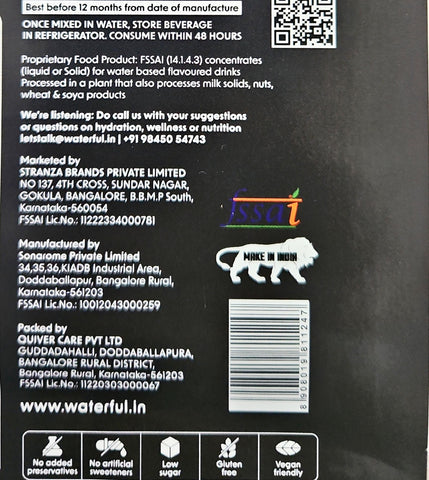 Best before 12 months from date of manufacture
ONCE MIXED IN WATER, STORE BEVERAGE
IN REFRIGERATOR. CONSUME WITHIN 48 HOURS
Proprietary Food Product: FSSAI (14.1.4.3) concentrates
(liquid or Solid) for water based flavoured drinks
Processed in a plant that also processes milk solids, nuts,
wheat & soya products
We're listening: Do call us with your suggestions
or questions on hydration, wellness or nutrition
letstalk@waterful.in | +91 98450 54743
Marketed by
STRANZA BRANDS PRIVATE LIMITED
NO 137, 4TH CROSS, SUNDAR NAGAR,
GOKULA, BANGALORE, B.B.M.P South,
Karnataka-560054
FSSAI Lic.No.: 11222334000781
fssai
MAKE IN INDIA
Manufactured by
Sonarome Private Limited
34,35,36,KIADB Industrial Area,
Doddaballapur, Bangalore Rural,
Karnataka-561203
FSSAI Lic.No.: 10012043000259
Packed by
QUIVER CARE PVT LTD
GUDDADAHALLI, DODDABALLAPURA,
BANGALORE RURAL DISTRICT,
Bangalore Rural, Karnataka-561203
FSSAI Lic.No.: 11220303000067
8908019811247
www.waterful.in
No added
preservatives
No artificial
sweeteners
Low
sugar
Gluten
free
Vegan
friendly